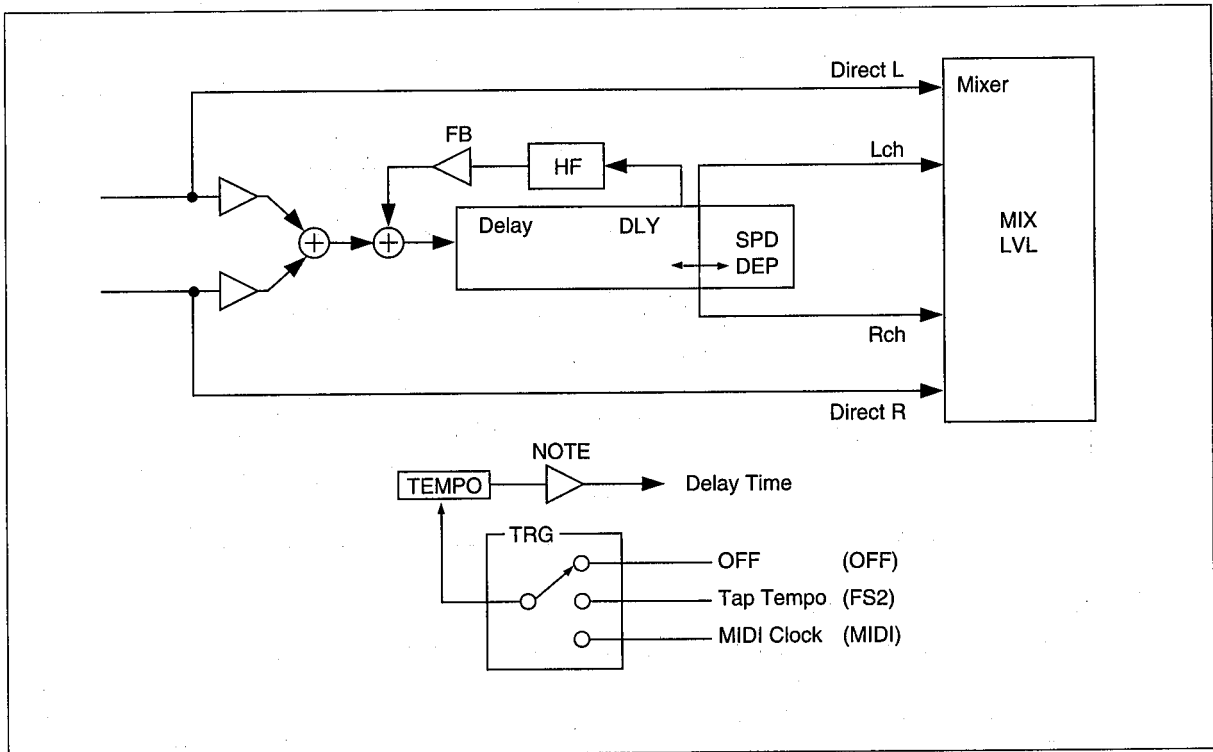 Direct L
Mixer
FB
HF
Lch
Delay DLY SPD
DEP
MIX
LVL
Rch
Direct R
NOTE
TEMPO
Delay Time
TRG
OFF (OFF)
Tap Tempo (FS2)
MIDI Clock (MIDI)